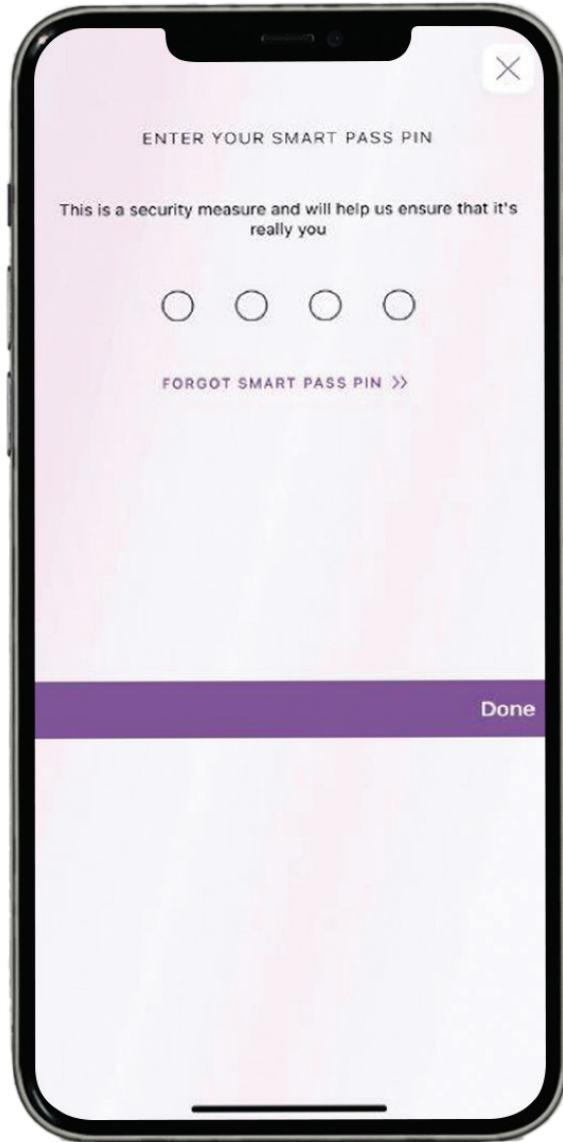 ENTER YOUR SMART PASS PIN
This is a security measure and will help us ensure that it's
really you
FORGOT SMART PASS PIN >>
Done